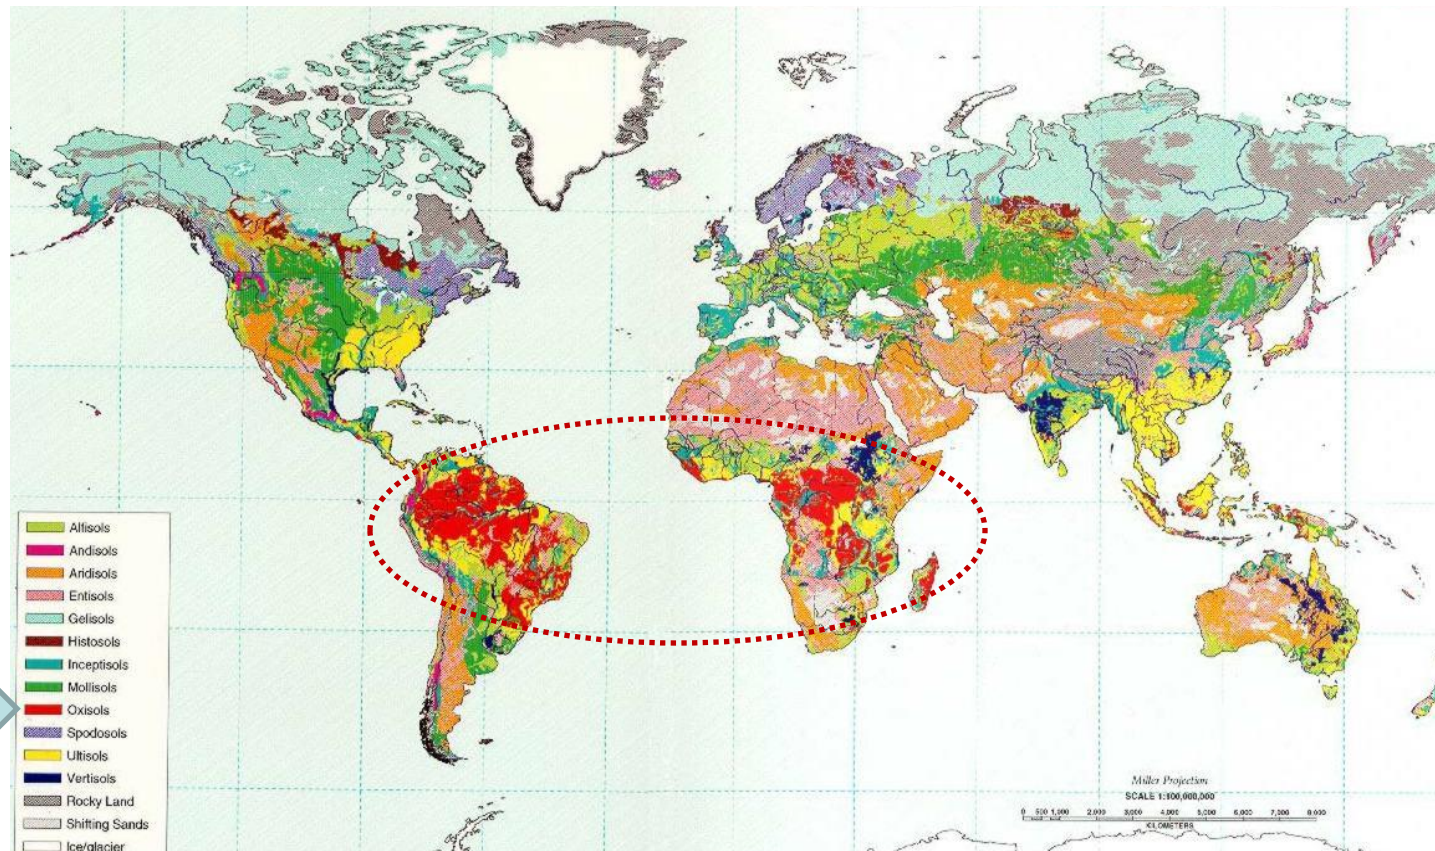 Alfisols
Andisols
Aridisols
Entisols
Gelisols
Histosols
Inceptisols
Mollisols
Oxisols
Spodosols
Ultisols
Vertisols
Rocky Land
Shifting Sands
Ice/glacier
Miller Projection
SCALE 1:100,000,000
0 500 1,000 2,000 3,000 4,000 5,000 6,000 7,000 8,000
KILOMETERS